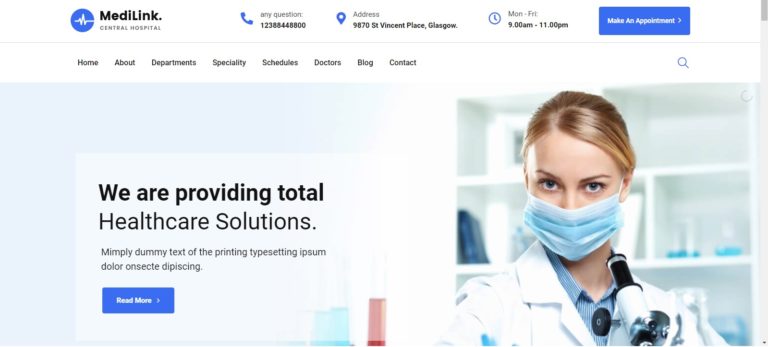 MediLink.
CENTRAL HOSPITAL
any question:
12388448800
Address
9870 St Vincent Place, Glasgow.
Mon - Fri:
9.00am - 11.00pm
Make An Appointment
Home About Departments Speciality Schedules Doctors Blog Contact
We are providing total
Healthcare Solutions.
Mimply dummy text of the printing typesetting ipsum
dolor onsecte dipiscing.
Read More